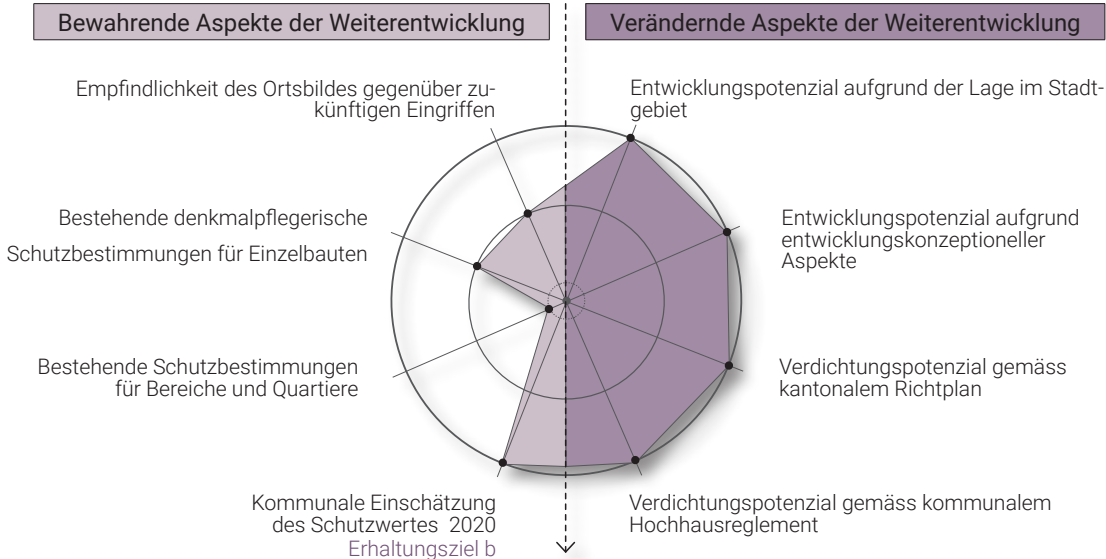 Bewahrende Aspekte der Weiterentwicklung
Verändernde Aspekte der Weiterentwicklung
Empfindlichkeit des Ortsbildes gegenüber zu-
künftigen Eingriffen
Entwicklungspotenzial aufgrund der Lage im Stadt-
gebiet
Bestehende denkmalpflegerische
Schutzbestimmungen für Einzelbauten
Entwicklungspotenzial aufgrund
entwicklungskonzeptioneller
Aspekte
Bestehende Schutzbestimmungen
für Bereiche und Quartiere
Verdichtungspotenzial gemäss
kantonalem Richtplan
Kommunale Einschätzung
des Schutzwertes 2020
Erhaltungsziel b
Verdichtungspotenzial gemäss kommunalem
Hochhausreglement